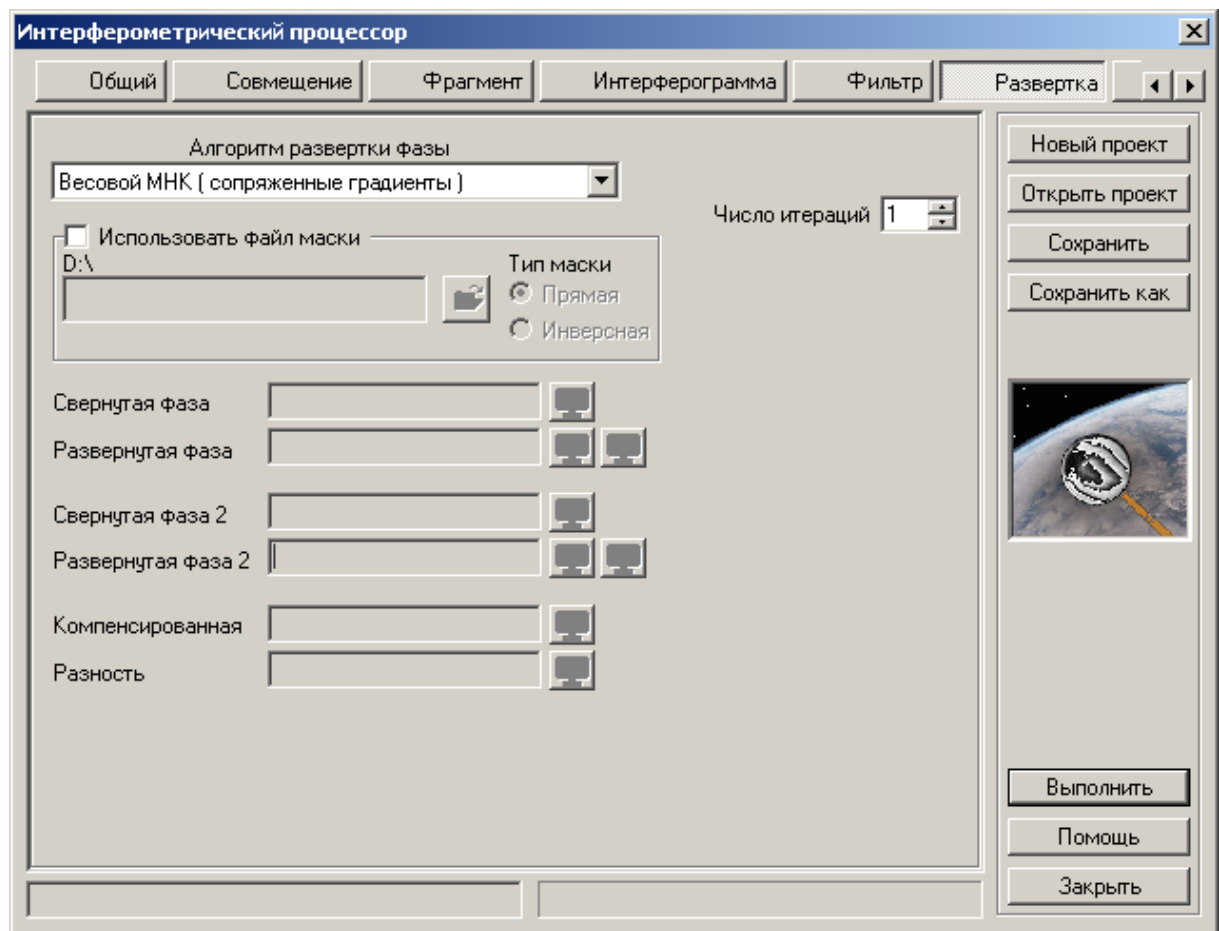 Интерферометрический процессор
Общий
Совмещение
Фрагмент
Интерферограмма
Фильтр
Развертка
Алгоритм развертки фазы
Весовой МНК ( сопряженные градиенты )
Число итераций 1
Использовать файл маски
D:\
Тип маски
Прямая
Инверсная
Свернутая фаза
Развернутая фаза
Свернутая фаза 2
Развернутая фаза 2
Компенсированная
Разность
Новый проект
Открыть проект
Сохранить
Сохранить как
Выполнить
Помощь
Закрыть